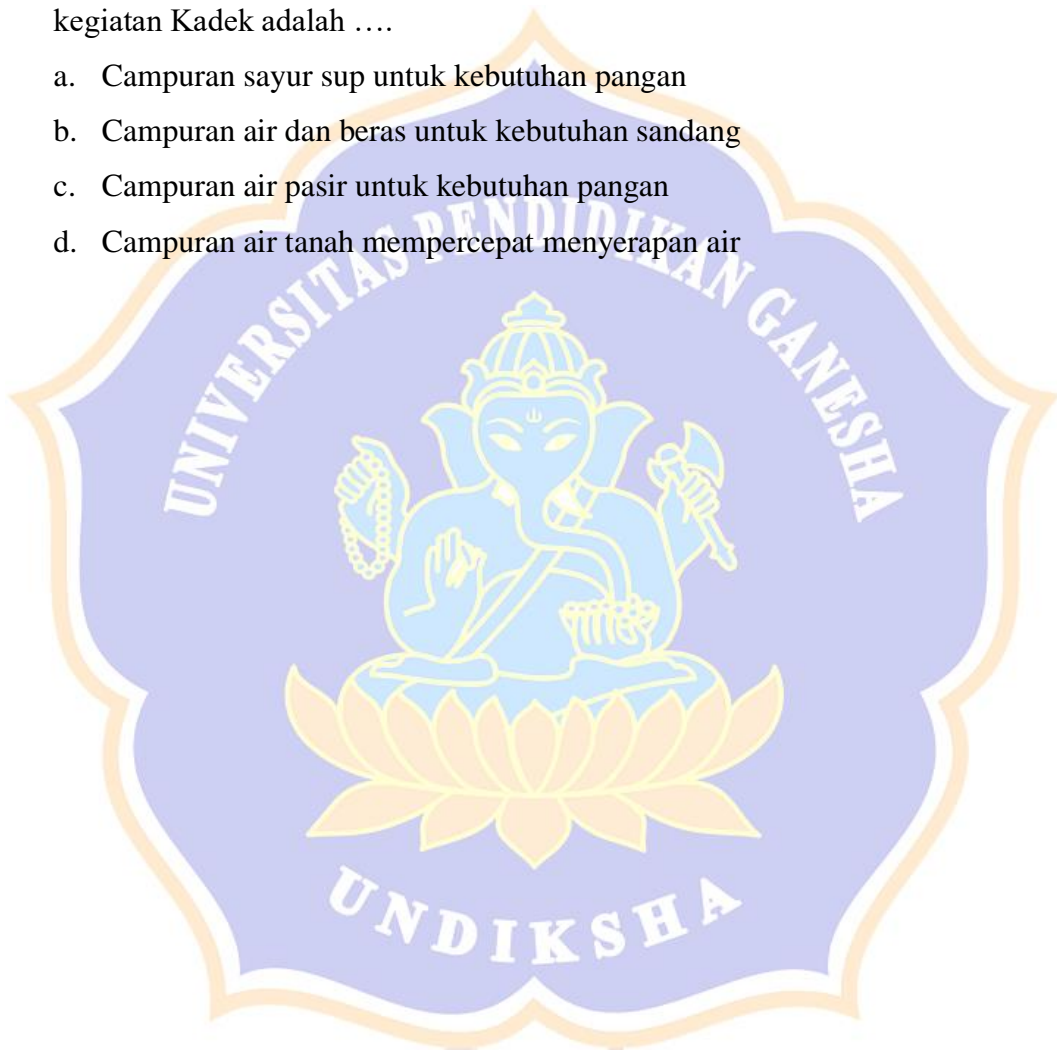 kegiatan Kadek adalah ….
a. Campuran sayur sup untuk kebutuhan pangan
b. Campuran air dan beras untuk kebutuhan sandang
c. Campuran air pasir untuk kebutuhan pangan
d. Campuran air tanah mempercepat menyerapan air
UNIVERSITAS PENDIDIKAN GANESHA
UNDIKSHA